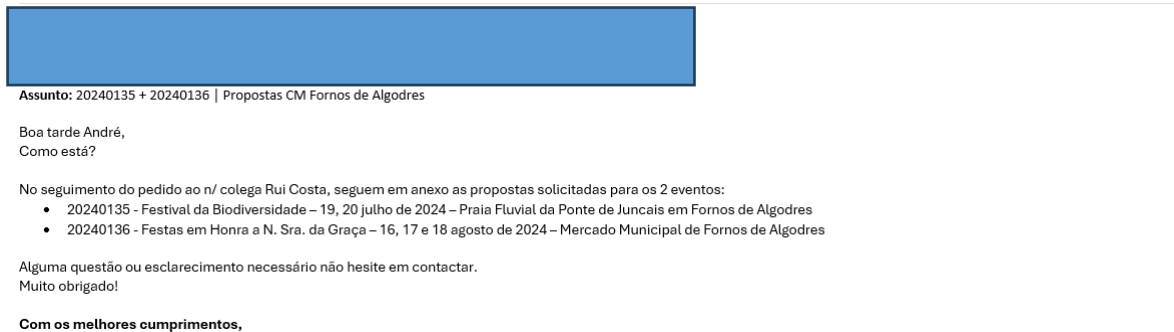 Assunto: 20240135 + 20240136 | Propostas CM Fornos de Algodres
Boa tarde André,
Como está?
No seguimento do pedido ao n/ colega Rui Costa, seguem em anexo as propostas solicitadas para os 2 eventos:
• 20240135 - Festival da Biodiversidade – 19, 20 julho de 2024 – Praia Fluvial da Ponte de Juncais em Fornos de Algodres
• 20240136 - Festas em Honra a N. Sra. da Graça – 16, 17 e 18 agosto de 2024 – Mercado Municipal de Fornos de Algodres
Alguma questão ou esclarecimento necessário não hesite em contactar.
Muito obrigado!
Com os melhores cumprimentos,